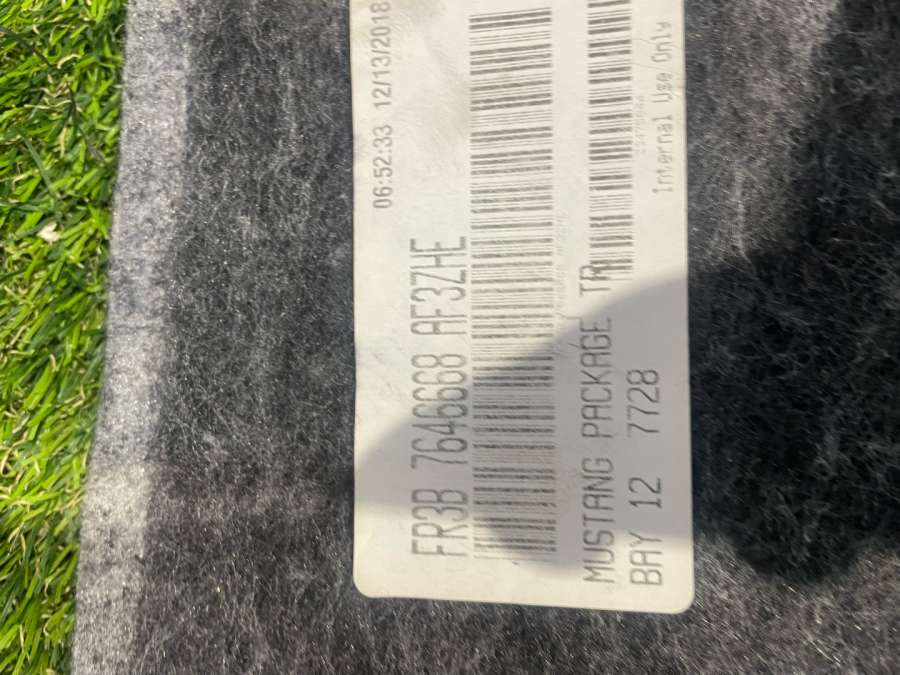 06:52:33 12/13/2018
FR3B 7646668 AF3ZHE
MUSTANG PACKAGE TR
BAY 12 7728
Internal Use Only